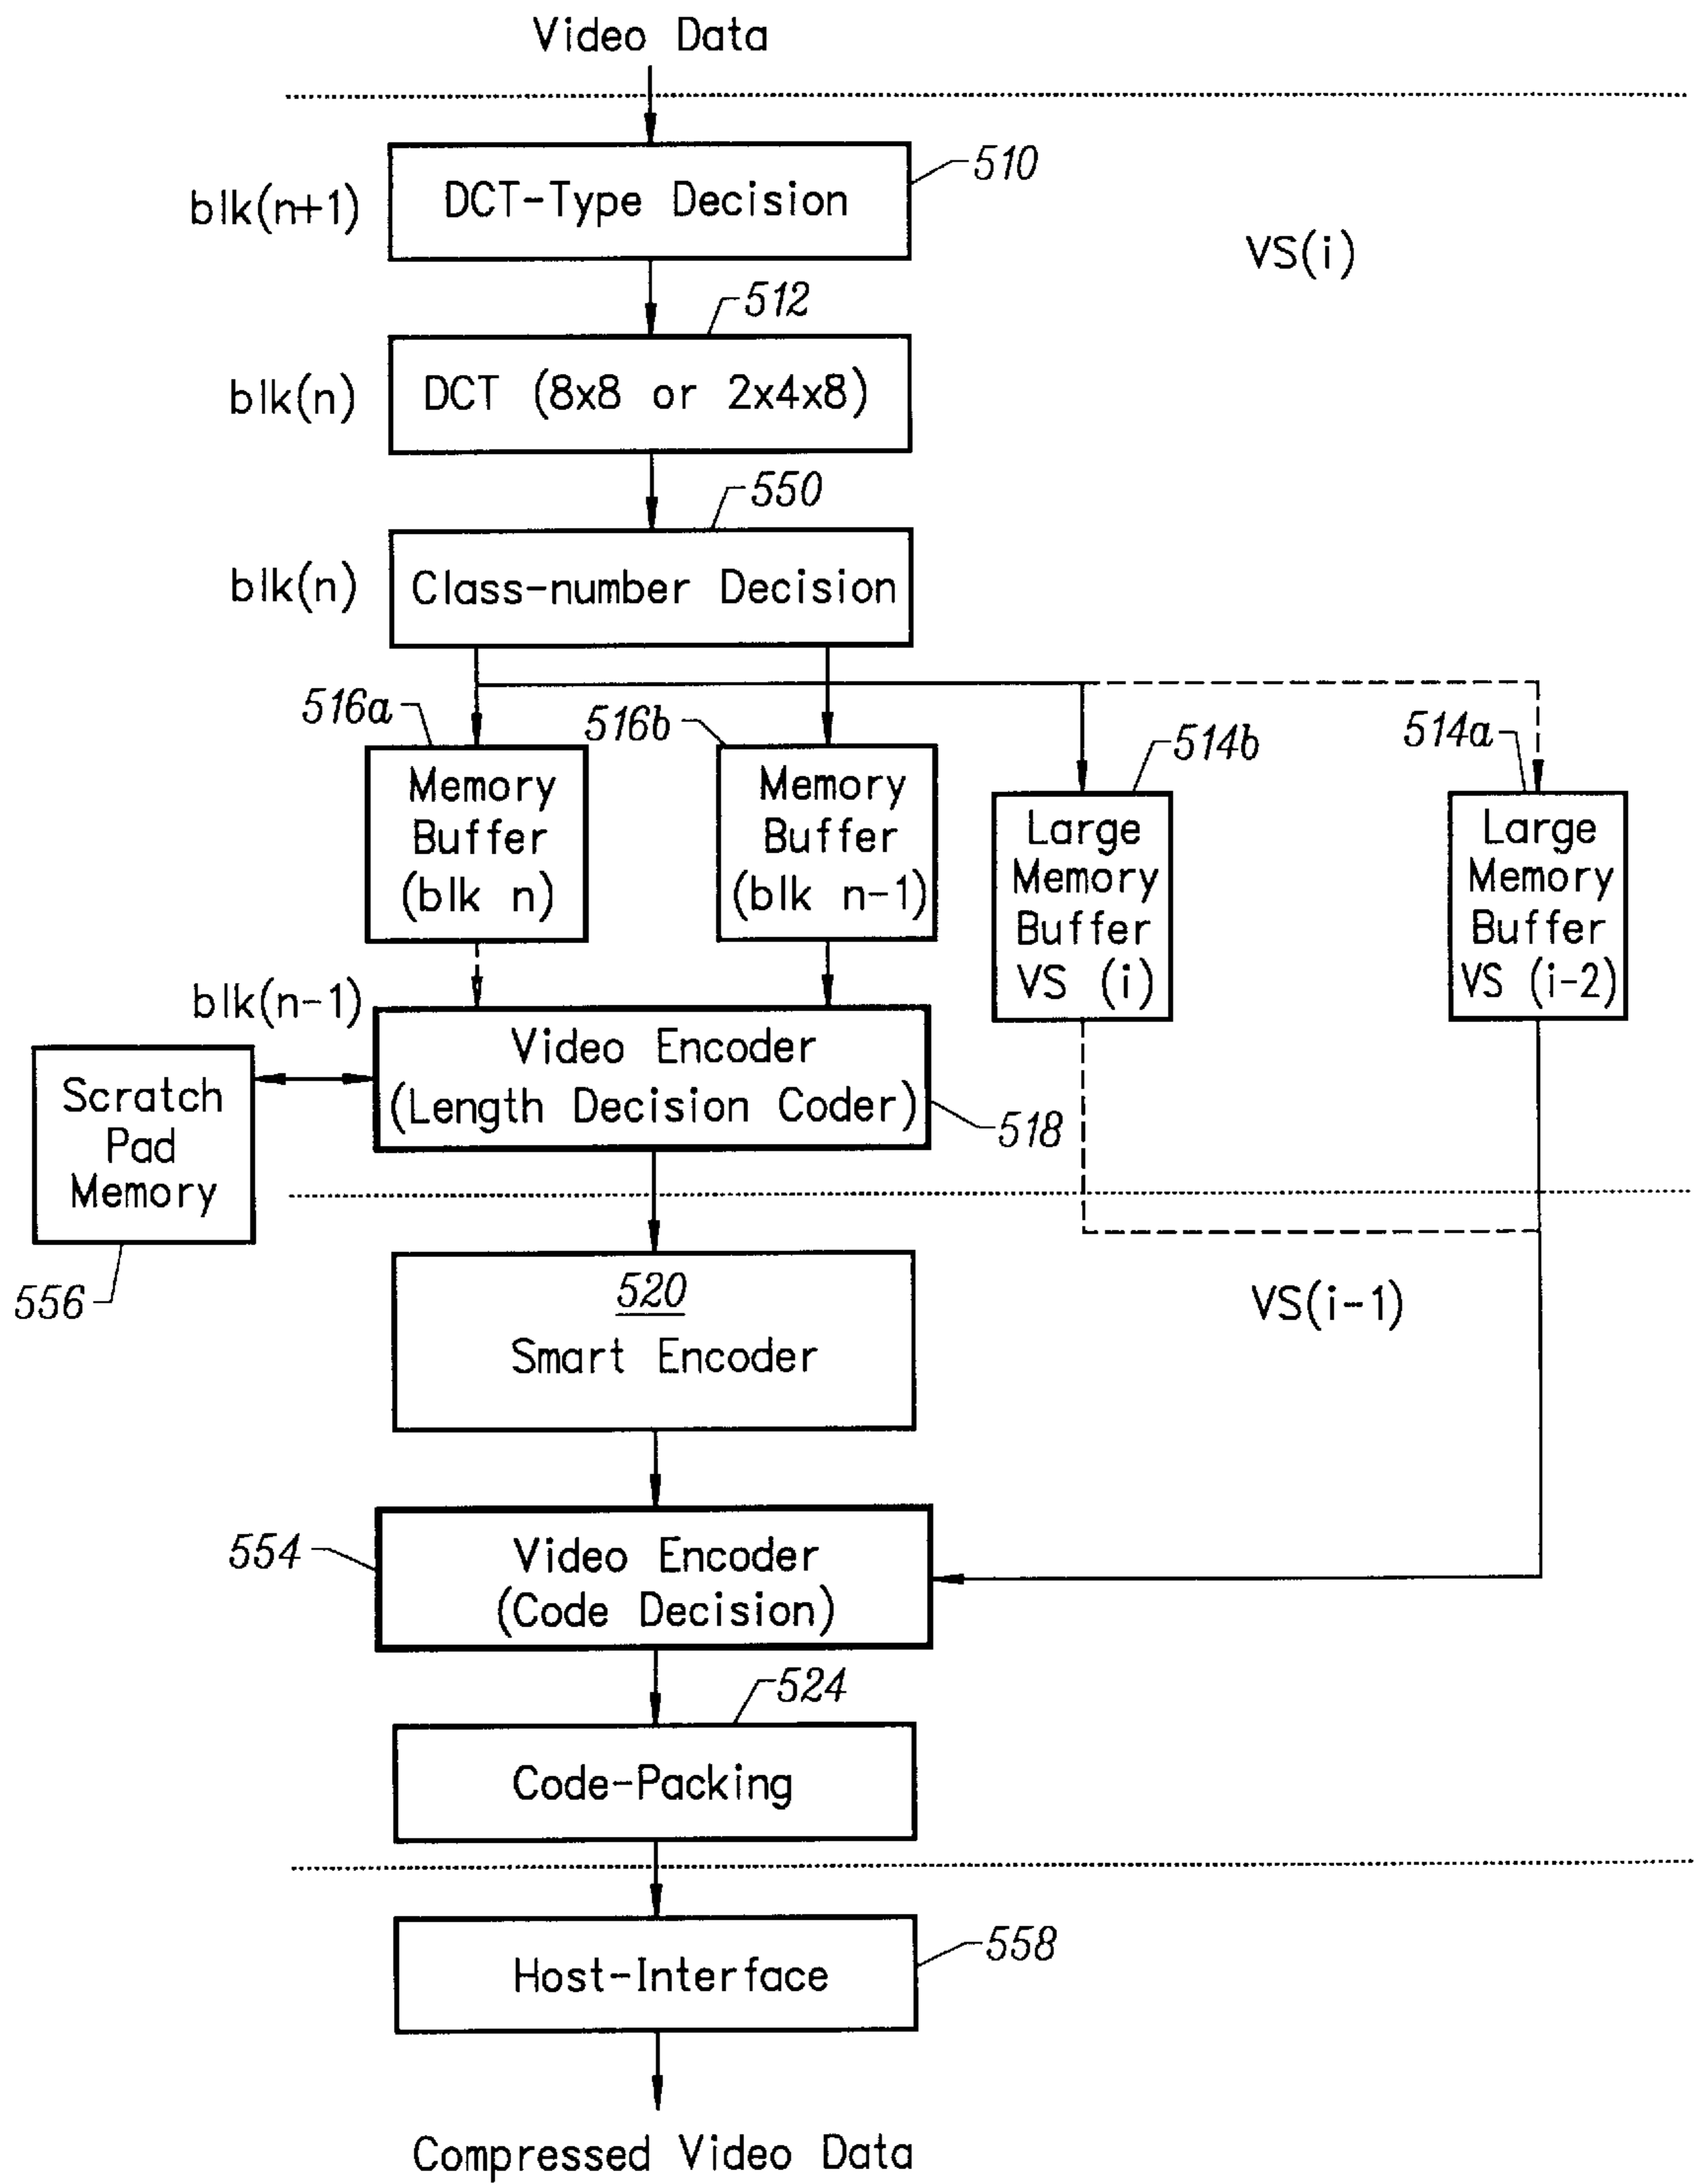 Video Data
510
blk(n+1)
DCT-Type Decision
VS(i)
512
blk(n)
DCT (8x8 or 2x4x8)
550
blk(n)
Class-number Decision
516a
516b
514b
514a
Memory
Buffer
(blk n)
Memory
Buffer
(blk n-1)
Large
Memory
Buffer
VS (i)
Large
Memory
Buffer
VS (i-2)
blk(n-1)
Video Encoder
(Length Decision Coder)
518
Scratch
Pad
Memory
556
520
Smart Encoder
VS(i-1)
554
Video Encoder
(Code Decision)
524
Code-Packing
558
Host-Interface
Compressed Video Data